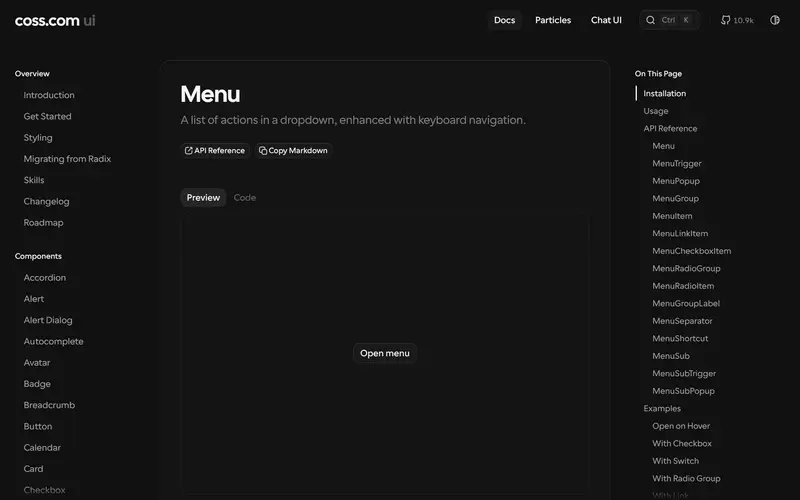 coss.com ui
Docs
Particles
Chat UI
Ctrl K
10.9k
Overview
Introduction
Get Started
Styling
Migrating from Radix
Skills
Changelog
Roadmap
Components
Accordion
Alert
Alert Dialog
Autocomplete
Avatar
Badge
Breadcrumb
Button
Calendar
Card
Checkbox
Menu
A list of actions in a dropdown, enhanced with keyboard navigation.
API Reference
Copy Markdown
Preview
Code
Open menu
On This Page
Installation
Usage
API Reference
Menu
MenuTrigger
MenuPopup
MenuGroup
MenuItem
MenuLinkItem
MenuCheckboxItem
MenuRadioGroup
MenuRadioItem
MenuGroupLabel
MenuSeparator
MenuShortcut
MenuSub
MenuSubTrigger
MenuSubPopup
Examples
Open on Hover
With Checkbox
With Switch
With Radio Group
With Link